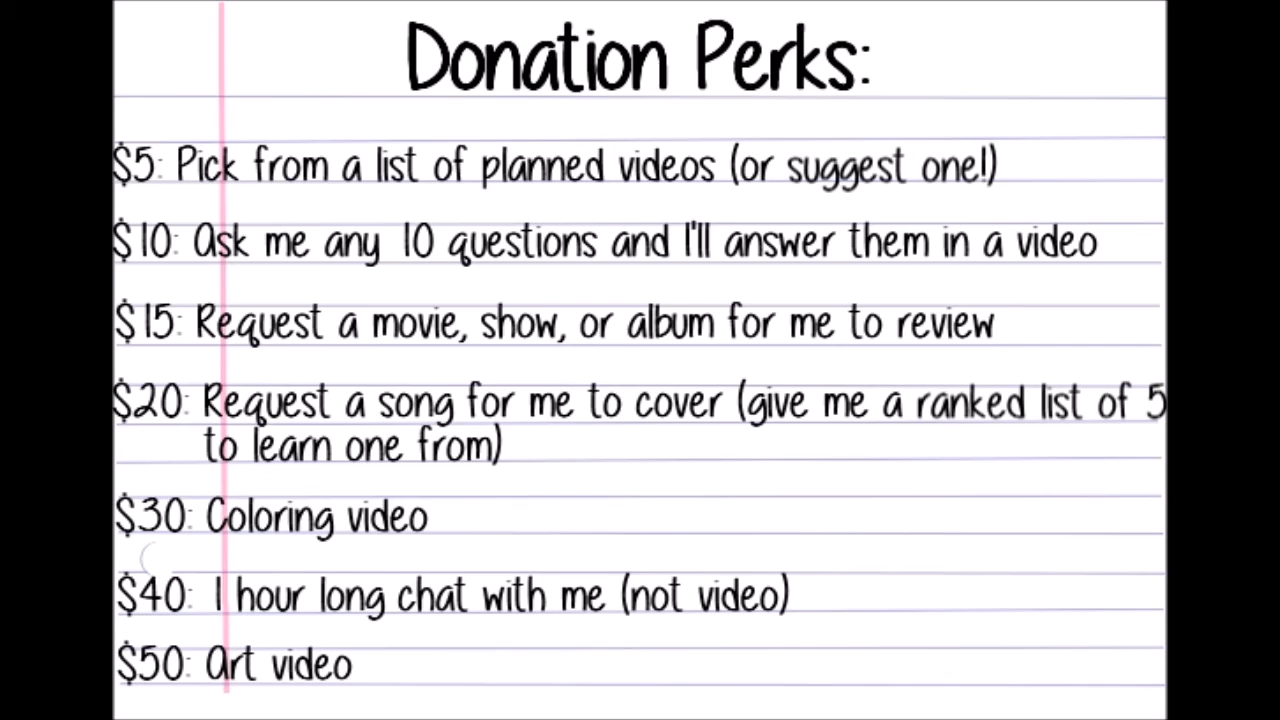 Donation Perks:
$5: Pick from a list of planned videos (or suggest one!)
$10: Ask me any 10 questions and I'll answer them in a video
$15: Request a movie, show, or album for me to review
$20: Request a song for me to cover (give me a ranked list of 5
to learn one from)
$30: Coloring video
$40: 1 hour long chat with me (not video)
$50: Art video